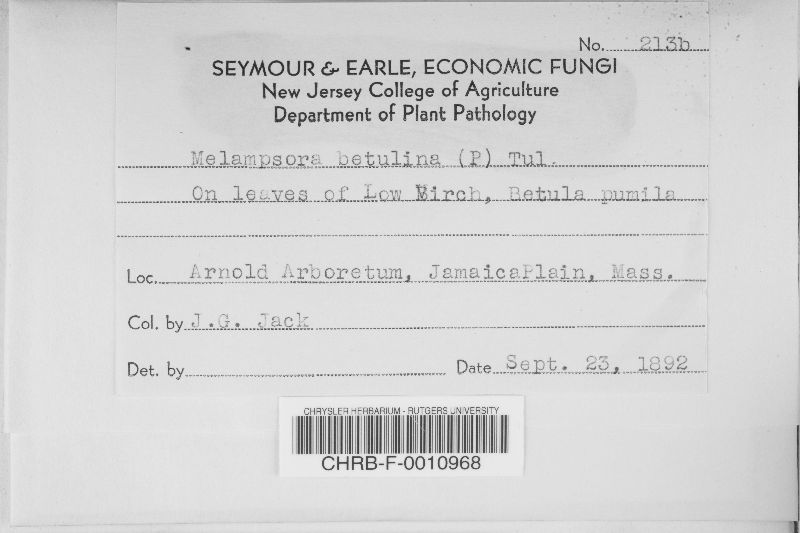 No. 213b
SEYMOUR & EARLE, ECONOMIC FUNGI
New Jersey College of Agriculture
Department of Plant Pathology
Melampsora betulina (P) Tul.
On leaves of Low Birch, Betula pumila
Loc. Arnold Arboretum, JamaicaPlain, Mass.
Col. by J.G. Jack
Det. by Date Sept. 23, 1892
CHRYSLER HERBARIUM - RUTGERS UNIVERSITY
CHRB-F-0010968